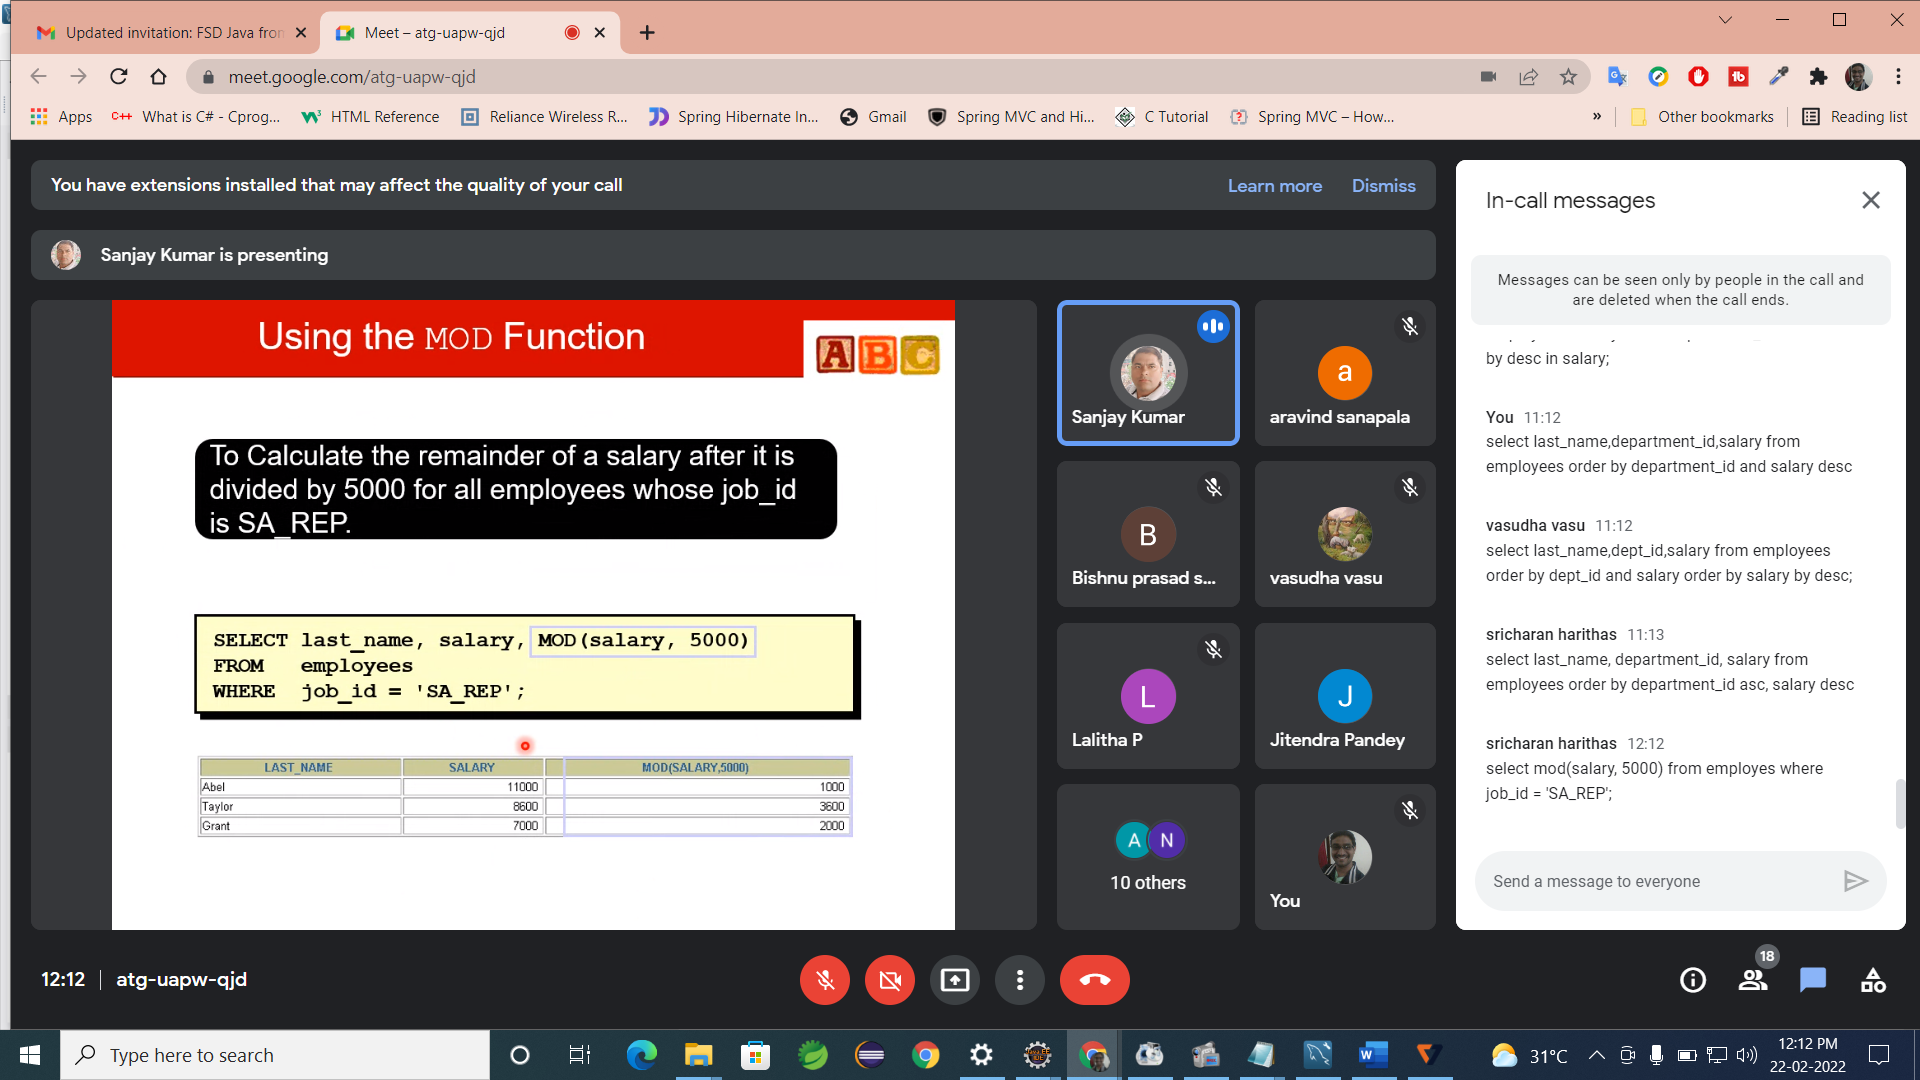 Updated invitation: FSD Java fron
Meet – atg-uapw-qjd
meet.google.com/atg-uapw-qjd
Apps
What is C# - Cprog...
HTML Reference
Reliance Wireless R...
Spring Hibernate In...
Gmail
Spring MVC and Hi...
C Tutorial
Spring MVC – How...
»
Other bookmarks
Reading list
You have extensions installed that may affect the quality of your call
Learn more
Dismiss
Sanjay Kumar is presenting
Using the MOD Function
A B C
To Calculate the remainder of a salary after it is
divided by 5000 for all employees whose job_id
is SA_REP.
SELECT last_name, salary, MOD(salary, 5000)
FROM employees
WHERE job_id = 'SA_REP';
LAST_NAME SALARY MOD(SALARY,5000)
Abel 11000 1000
Taylor 8600 3600
Grant 7000 2000
Sanjay Kumar
a
aravind sanapala
B
Bishnu prasad s...
vasudha vasu
L
Lalitha P
J
Jitendra Pandey
A N
10 others
You
In-call messages
Messages can be seen only by people in the call and
are deleted when the call ends.
by desc in salary;
You 11:12
select last_name,department_id,salary from
employees order by department_id and salary desc
vasudha vasu 11:12
select last_name,dept_id,salary from employees
order by dept_id and salary order by salary by desc;
sricharan harithas 11:13
select last_name, department_id, salary from
employees order by department_id asc, salary desc
sricharan harithas 12:12
select mod(salary, 5000) from employes where
job_id = 'SA_REP';
Send a message to everyone
12:12 | atg-uapw-qjd
18
Type here to search
31°C
12:12 PM
22-02-2022